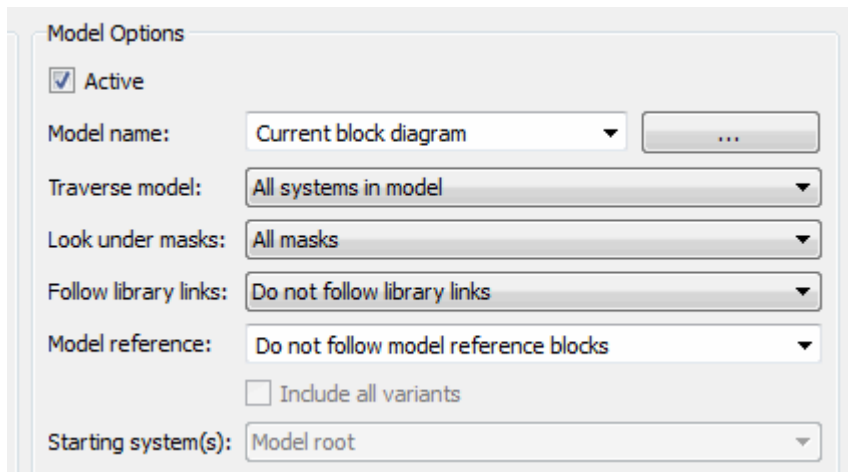 Model Options
Active
Model name: Current block diagram ...
Traverse model: All systems in model
Look under masks: All masks
Follow library links: Do not follow library links
Model reference: Do not follow model reference blocks
Include all variants
Starting system(s): Model root